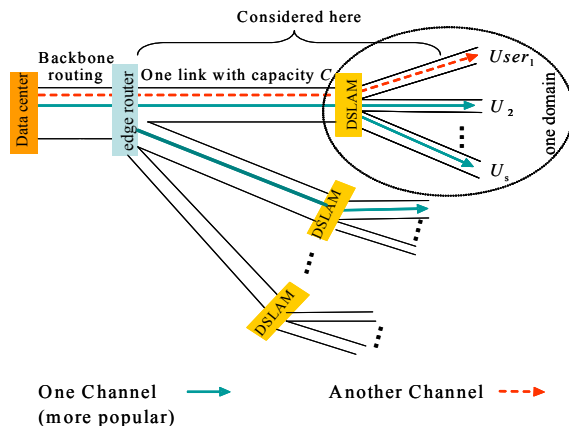 Considered here
Backbone
routing
One link with capacity C
Data center
edge router
DSLAM
User1
U2
Us
one domain
DSLAM
DSLAM
One Channel
(more popular)
Another Channel